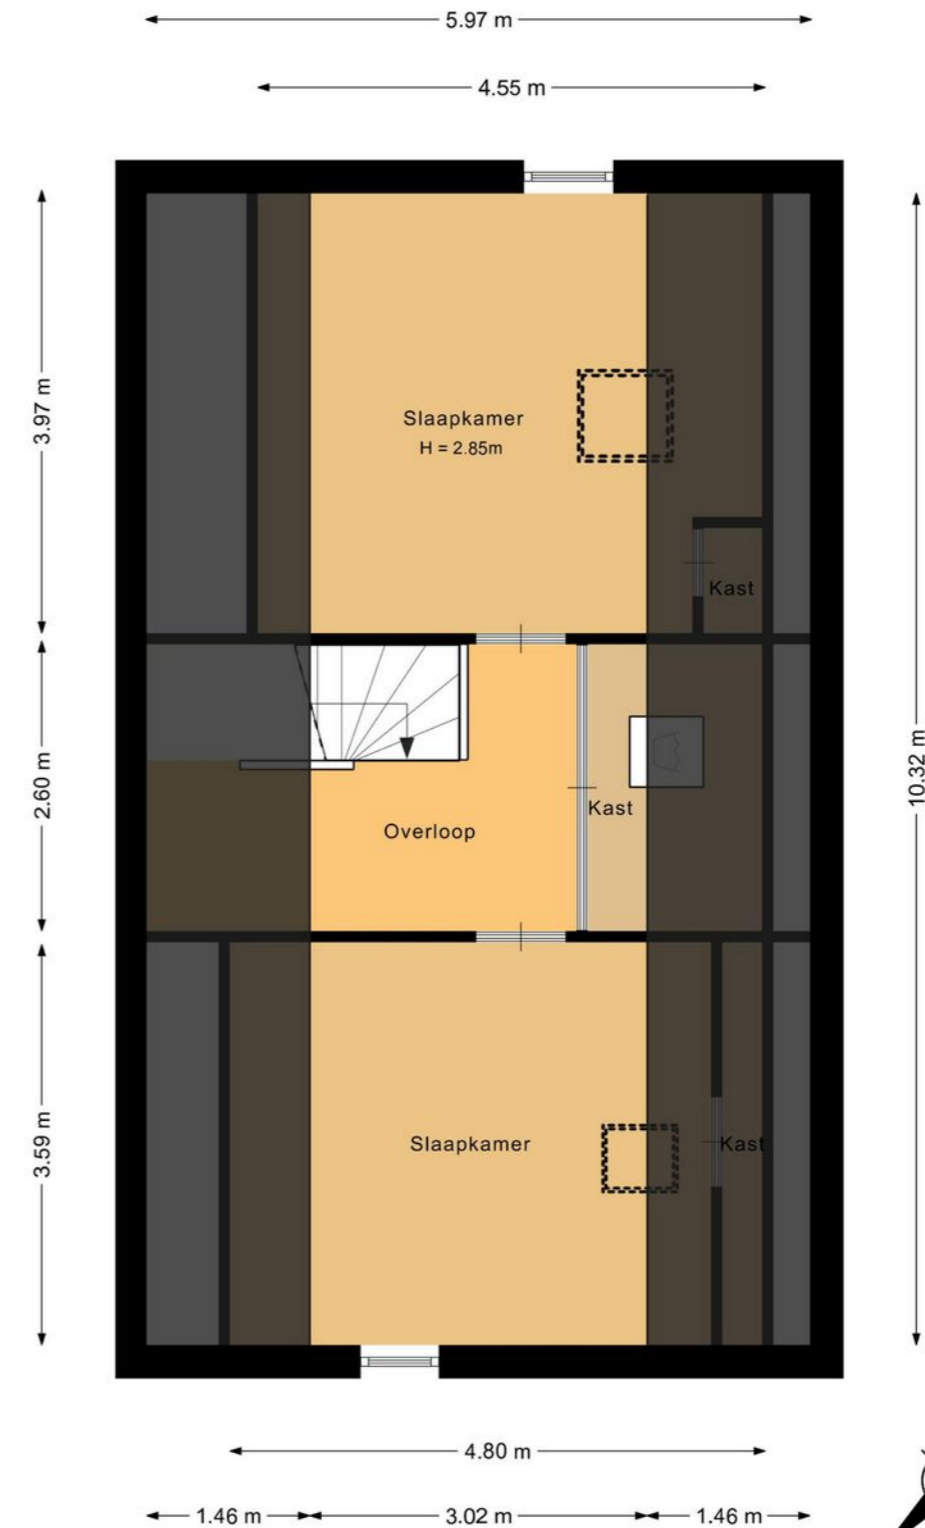 5.97 m
4.55 m
3.97 m
Slaapkamer
H = 2.85m
Kast
2.60 m
10.32 m
Kast
Overloop
3.59 m
Slaapkamer
Kast
4.80 m
1.46 m
3.02 m
1.46 m